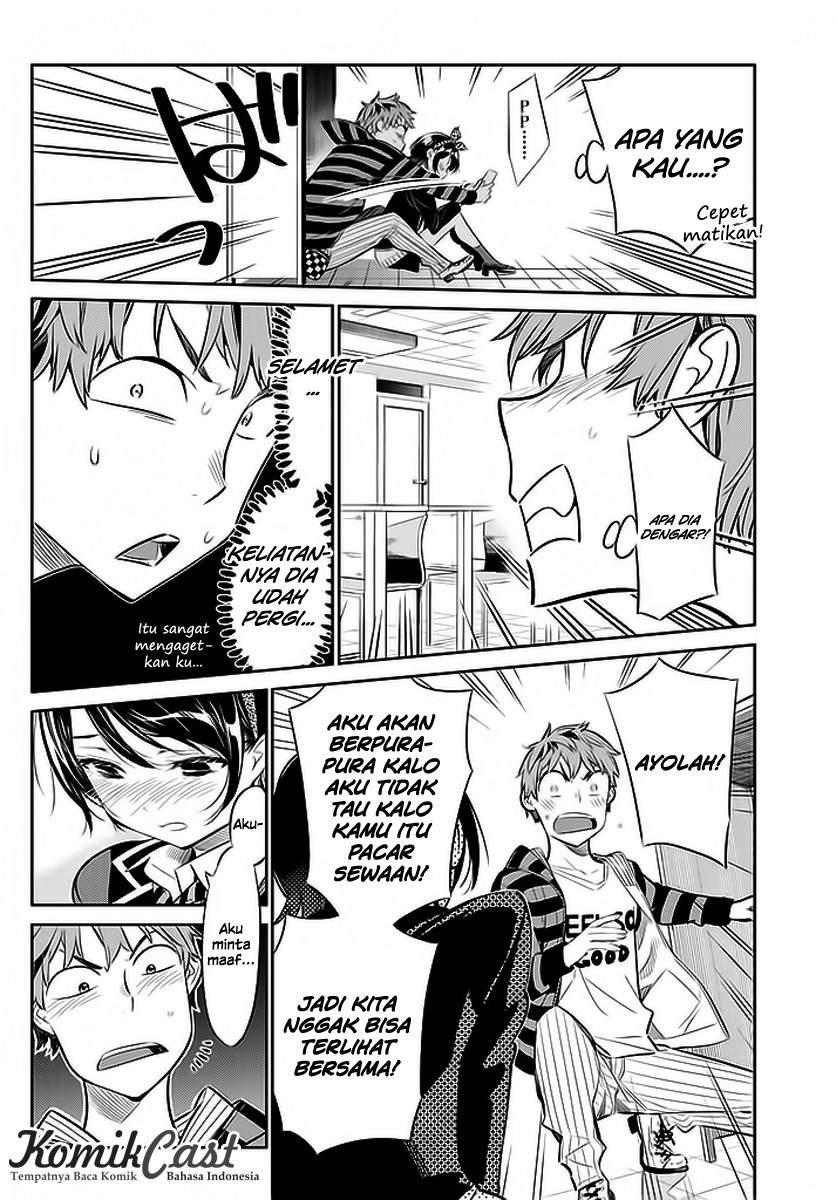 APA YANG
KAU....?
Cepet
matikan!
PP......
ばっ
APA DIA
DENGAR?!
SELAMET
...
KELIATAN-
NYA DIA
UDAH
PERGI...
Itu sangat
mengaget-
kan ku...
AYOLAH!
AKU AKAN
BERPURA-
PURA KALO
AKU TIDAK
TAU KALO
KAMU ITU
PACAR
SEWAAN!
JADI KITA
NGGAK BISA
TERLIHAT
BERSAMA!
Aku-
Aku
minta
maaf...
KomikCast
Tempatnya Baca Komik Bahasa Indonesia